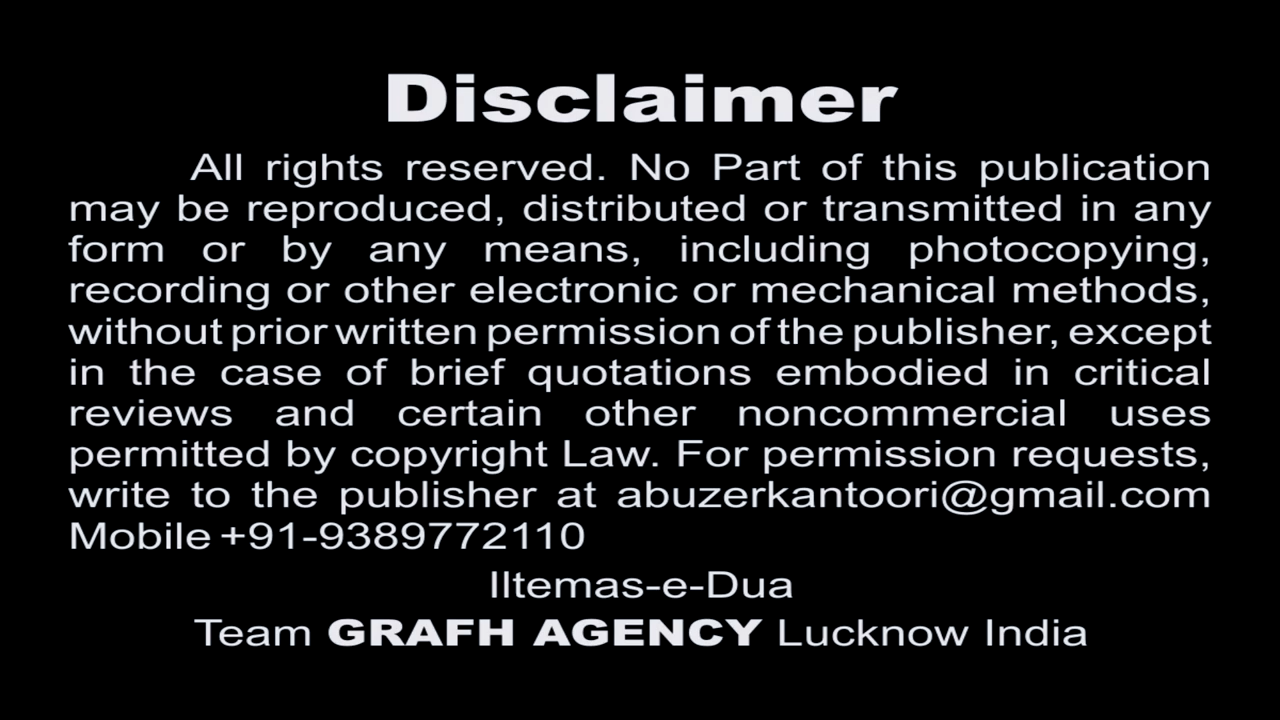 Disclaimer
All rights reserved. No Part of this publication
may be reproduced, distributed or transmitted in any
form or by any means, including photocopying,
recording or other electronic or mechanical methods,
without prior written permission of the publisher, except
in the case of brief quotations embodied in critical
reviews and certain other noncommercial uses
permitted by copyright Law. For permission requests,
write to the publisher at abuzerkantoori@gmail.com
Mobile +91-9389772110
Iltemas-e-Dua
Team GRAFH AGENCY Lucknow India